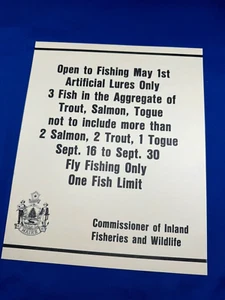 Open to Fishing May 1st
Artificial Lures Only
3 Fish in the Aggregate of
Trout, Salmon, Togue
not to include more than
2 Salmon, 2 Trout, 1 Togue
Sept. 16 to Sept. 30
Fly Fishing Only
One Fish Limit
Commissioner of Inland
Fisheries and Wildlife